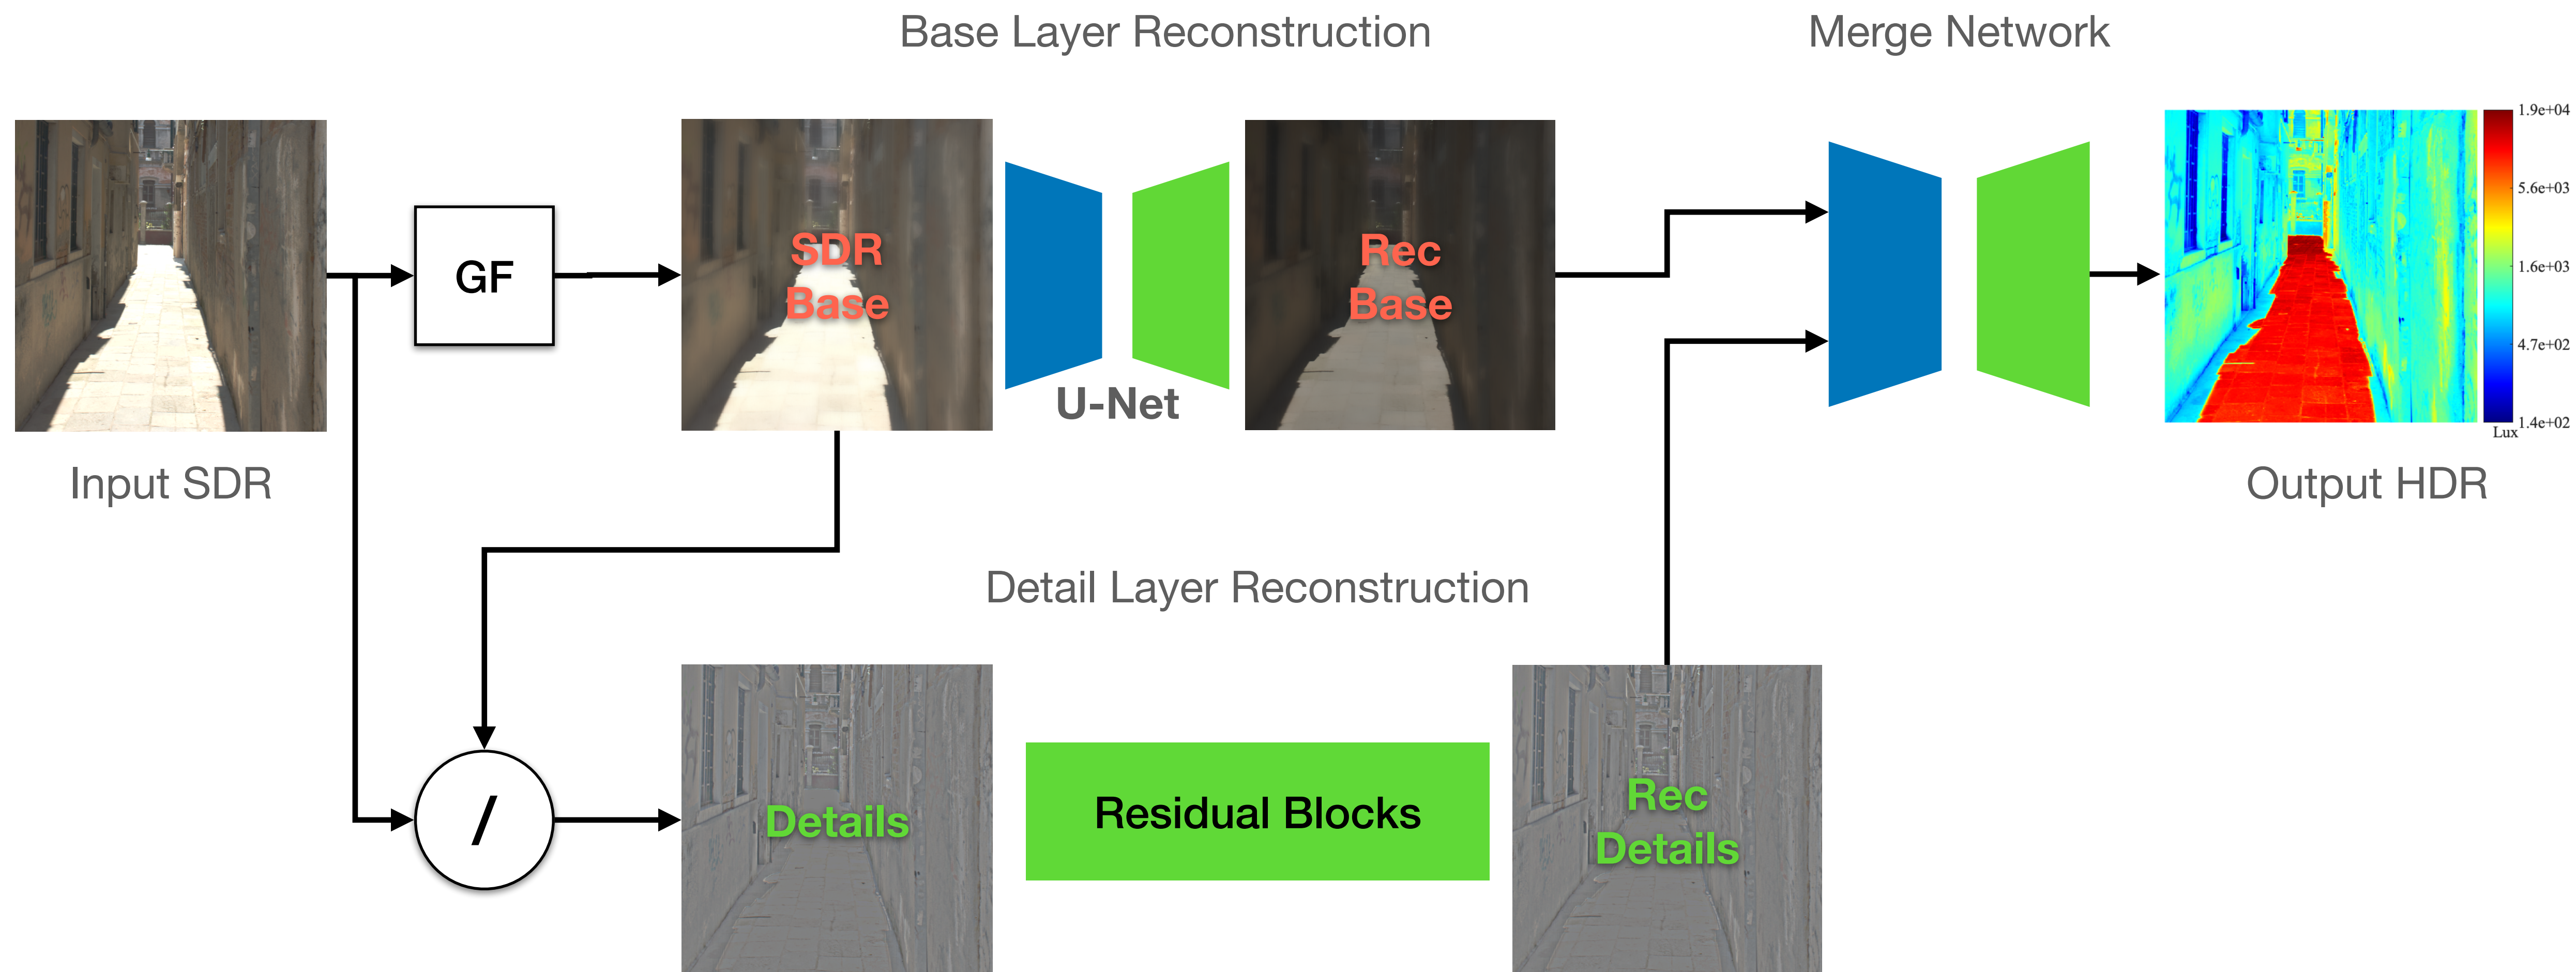 Base Layer Reconstruction
Merge Network
Input SDR
GF
SDR
Base
U-Net
Rec
Base
1.9e+04
5.6e+03
1.6e+03
4.7e+02
1.4e+02
Lux
Output HDR
Detail Layer Reconstruction
/
Details
Residual Blocks
Rec
Details